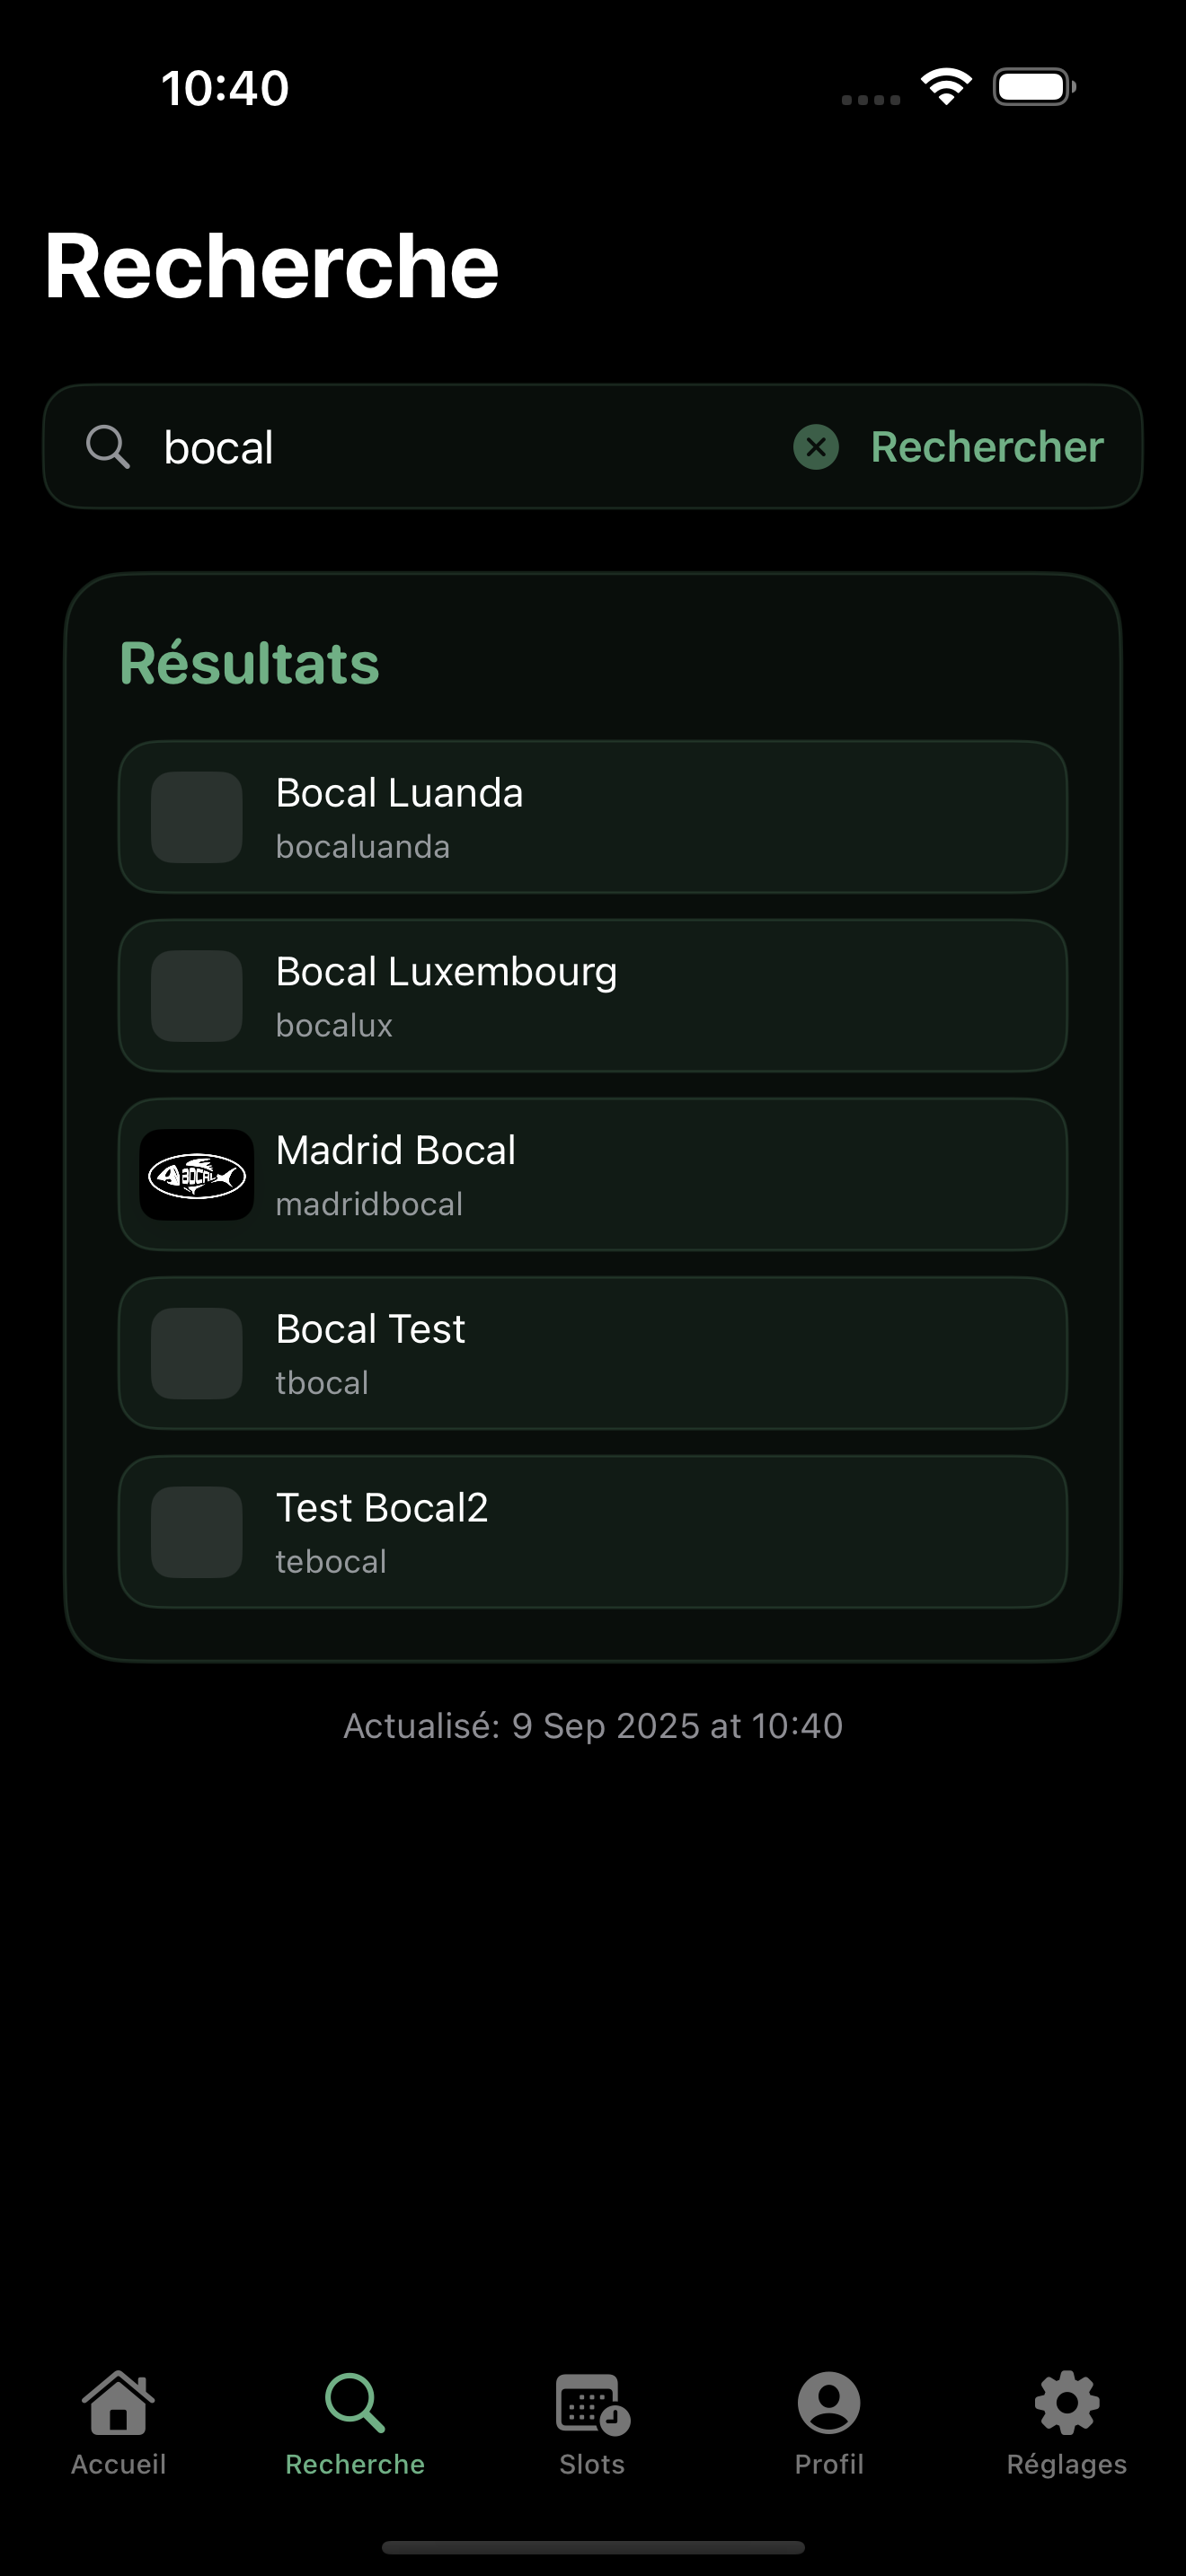 10:40
Recherche
bocal
Rechercher
Résultats
Bocal Luanda
bocaluanda
Bocal Luxembourg
bocalux
BOCAL
Madrid Bocal
madridbocal
Bocal Test
tbocal
Test Bocal2
tebocal
Actualisé: 9 Sep 2025 at 10:40
Accueil
Recherche
Slots
Profil
Réglages